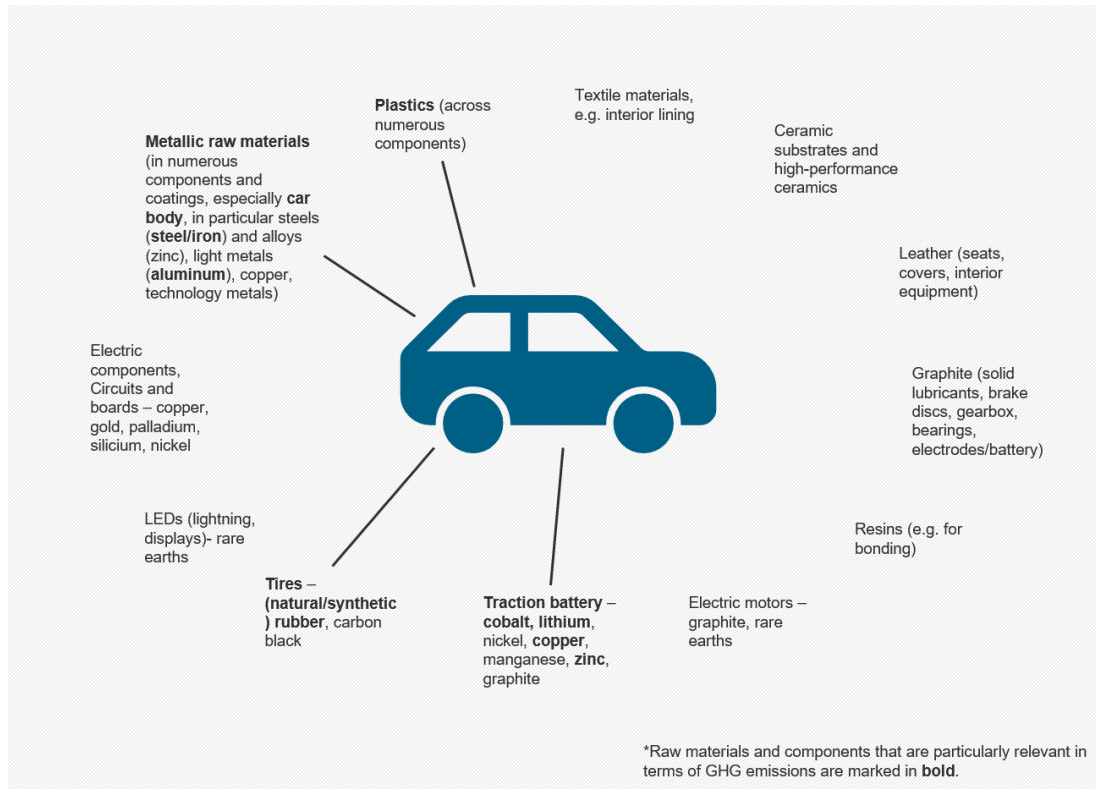 Plastics (across
numerous
components)
Textile materials,
e.g. interior lining
Ceramic
substrates and
high-performance
ceramics
Metallic raw materials
(in numerous
components and
coatings, especially car
body, in particular steels
(steel/iron) and alloys
(zinc), light metals
(aluminum), copper,
technology metals)
Leather (seats,
covers, interior
equipment)
Electric
components,
Circuits and
boards – copper,
gold, palladium,
silicium, nickel
Graphite (solid
lubricants, brake
discs, gearbox,
bearings,
electrodes/battery)
LEDs (lightning,
displays)- rare
earths
Resins (e.g. for
bonding)
Tires –
(natural/synthetic
) rubber, carbon
black
Traction battery –
cobalt, lithium,
nickel, copper,
manganese, zinc,
graphite
Electric motors –
graphite, rare
earths
*Raw materials and components that are particularly relevant in
terms of GHG emissions are marked in bold.